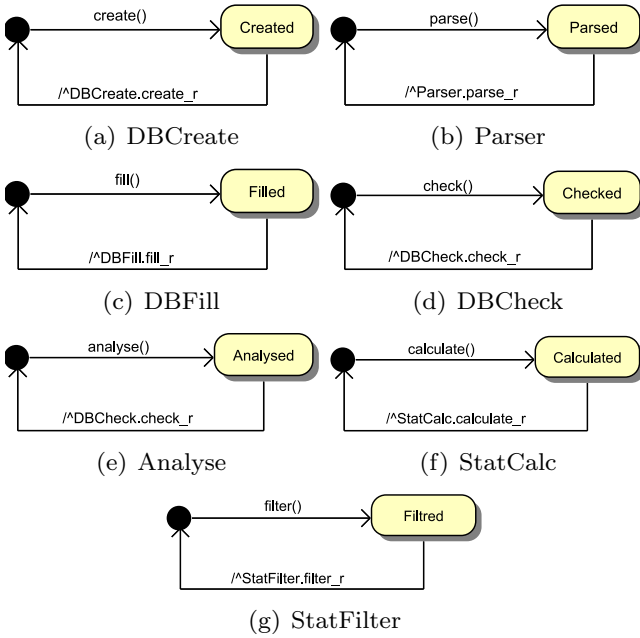 create()
Created
/^DBCreate.create_r
(a) DBCreate
parse()
Parsed
/^Parser.parse_r
(b) Parser
fill()
Filled
/^DBFill.fill_r
(c) DBFill
check()
Checked
/^DBCheck.check_r
(d) DBCheck
analyse()
Analysed
/^DBCheck.check_r
(e) Analyse
calculate()
Calculated
/^StatCalc.calculate_r
(f) StatCalc
filter()
Filtred
/^StatFilter.filter_r
(g) StatFilter